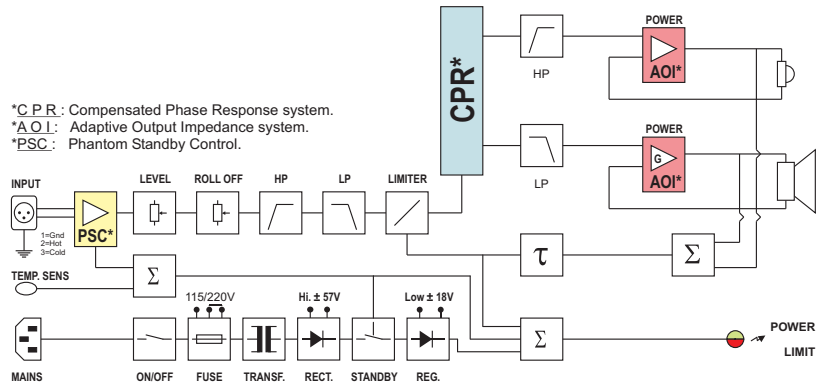 POWER
HP
AOI*
CPR*
*C P R : Compensated Phase Response system.
*A O I : Adaptive Output Impedance system.
*PSC : Phantom Standby Control.
POWER
LP
G
AOI*
INPUT
LEVEL
ROLL OFF
HP
LP
LIMITER
1=Gnd
2=Hot
3=Cold
PSC*
τ
Σ
TEMP. SENS
Σ
115/220V
Hi. ± 57V
Low ± 18V
Σ
POWER
LIMIT
MAINS
ON/OFF
FUSE
TRANSF.
RECT.
STANDBY
REG.